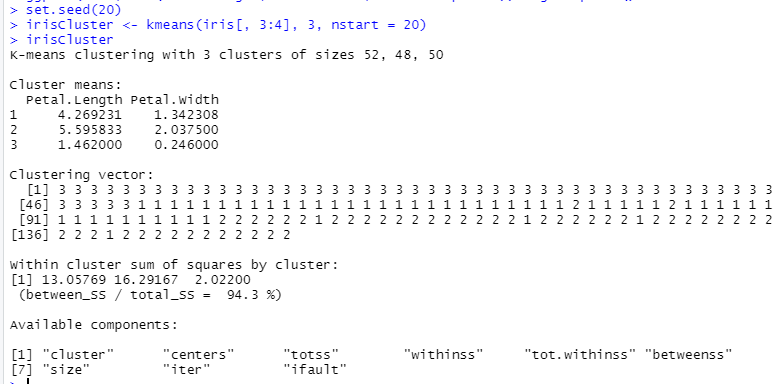 > set.seed(20)
> irisCluster <- kmeans(iris[, 3:4], 3, nstart = 20)
> irisCluster
K-means clustering with 3 clusters of sizes 52, 48, 50
Cluster means:
Petal.Length Petal.Width
1 4.269231 1.342308
2 5.595833 2.037500
3 1.462000 0.246000
Clustering vector:
[1] 3 3 3 3 3 3 3 3 3 3 3 3 3 3 3 3 3 3 3 3 3 3 3 3 3 3 3 3 3 3 3 3 3 3 3 3 3 3 3 3 3 3 3 3 3
[46] 3 3 3 3 3 1 1 1 1 1 1 1 1 1 1 1 1 1 1 1 1 1 1 1 1 1 1 1 1 1 1 1 2 1 1 1 1 1 2 1 1 1 1 1 1
[91] 1 1 1 1 1 1 1 1 1 1 2 2 2 2 2 2 1 2 2 2 2 2 2 2 2 2 2 2 2 1 2 2 2 2 2 2 1 2 2 2 2 2 2 2 2
[136] 2 2 2 1 2 2 2 2 2 2 2 2 2 2 2
Within cluster sum of squares by cluster:
[1] 13.05769 16.29167 2.02200
(between_SS / total_SS = 94.3 %)
Available components:
[1] "cluster" "centers" "totss" "withinss" "tot.withinss" "betweenss"
[7] "size" "iter" "ifault"
>